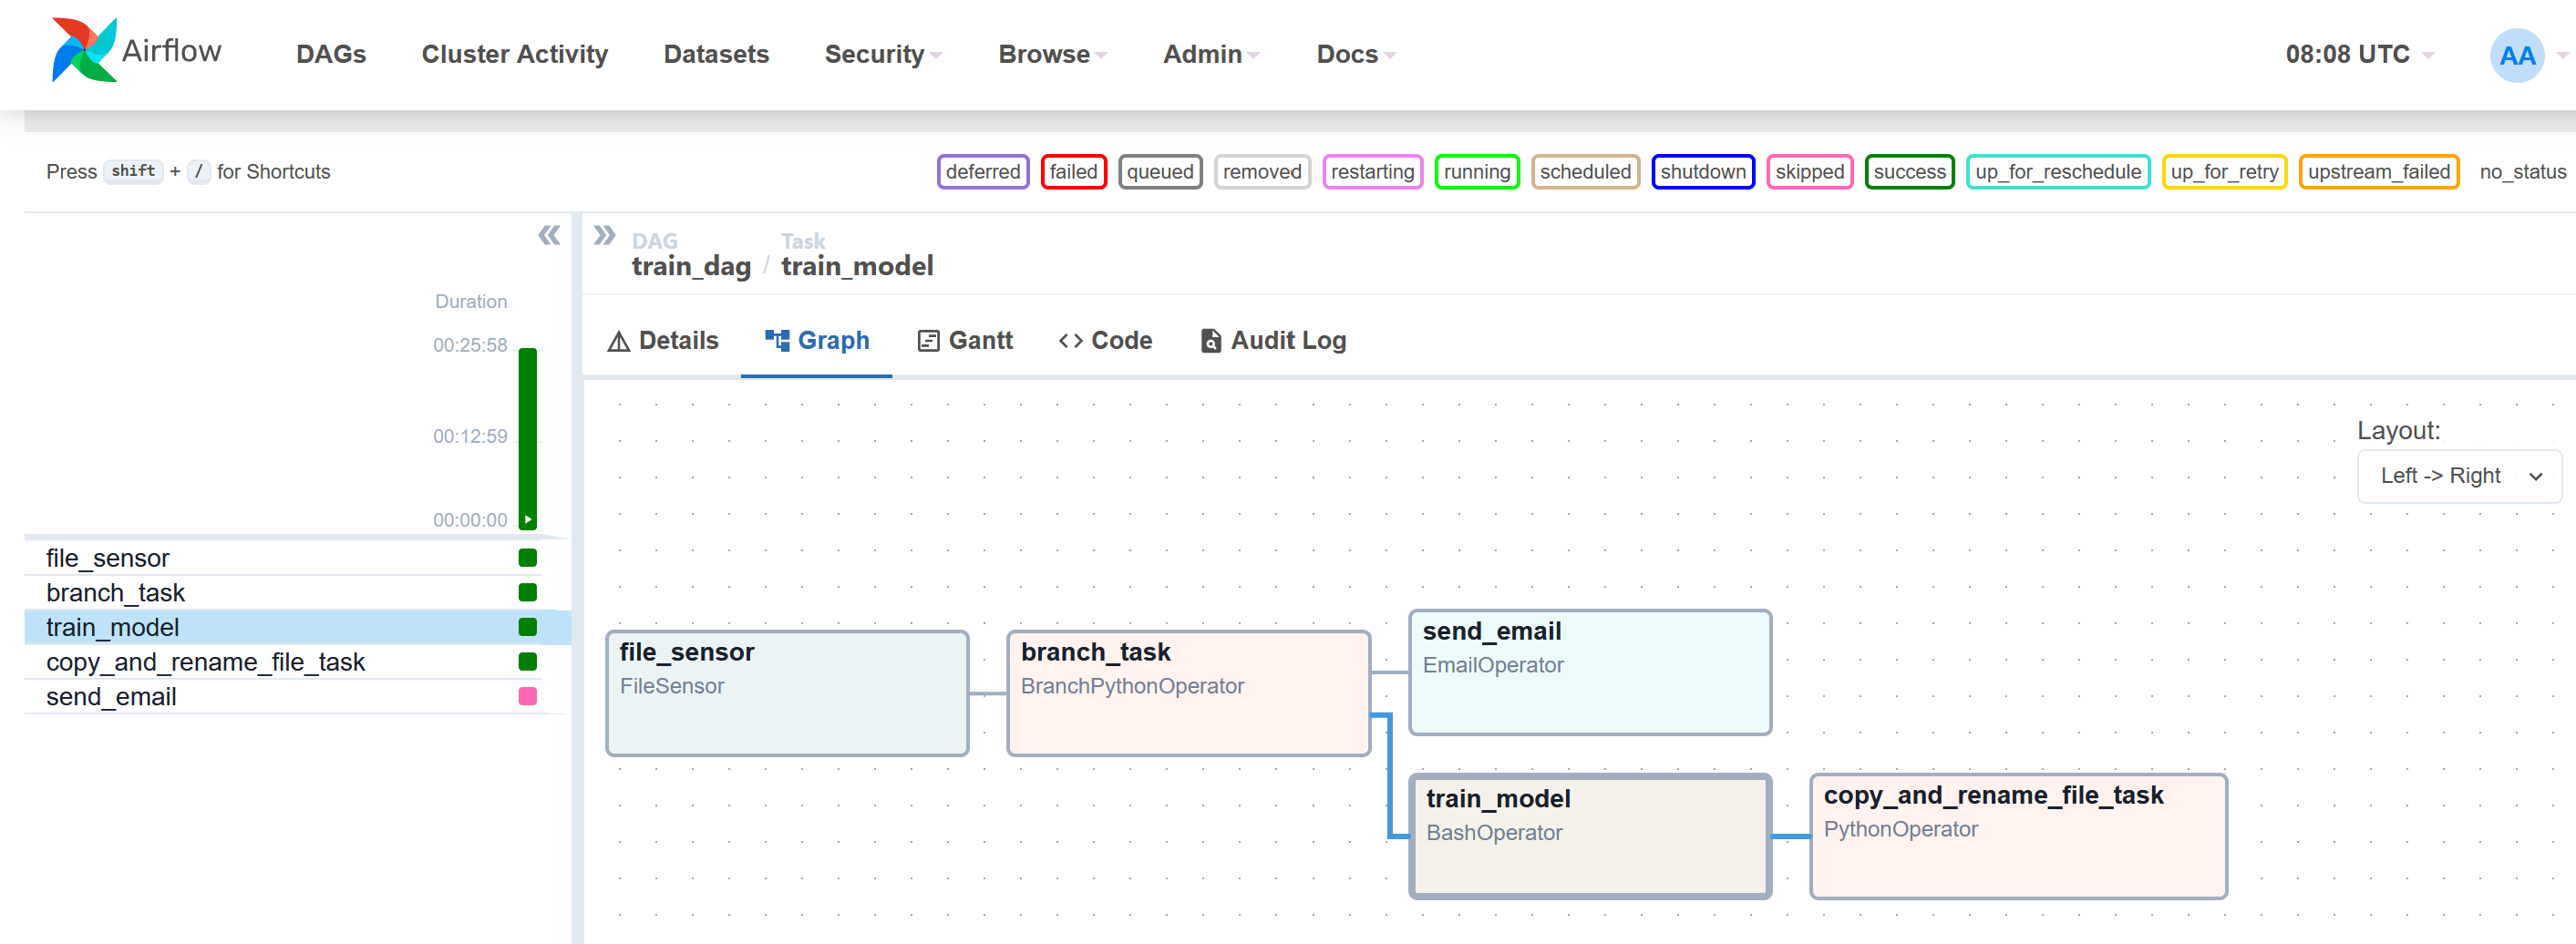 Airflow
DAGs Cluster Activity Datasets Security Browse Admin Docs 08:08 UTC AA
Press shift + / for Shortcuts
deferred failed queued removed restarting running scheduled shutdown skipped success up_for_reschedule up_for_retry upstream_failed no_status
Duration
00:25:58
00:12:59
00:00:00
file_sensor
branch_task
train_model
copy_and_rename_file_task
send_email
DAG
train_dag
/
Task
train_model
Details Graph Gantt Code Audit Log
Layout:
Left -> Right
file_sensor
FileSensor
branch_task
BranchPythonOperator
send_email
EmailOperator
train_model
BashOperator
copy_and_rename_file_task
PythonOperator